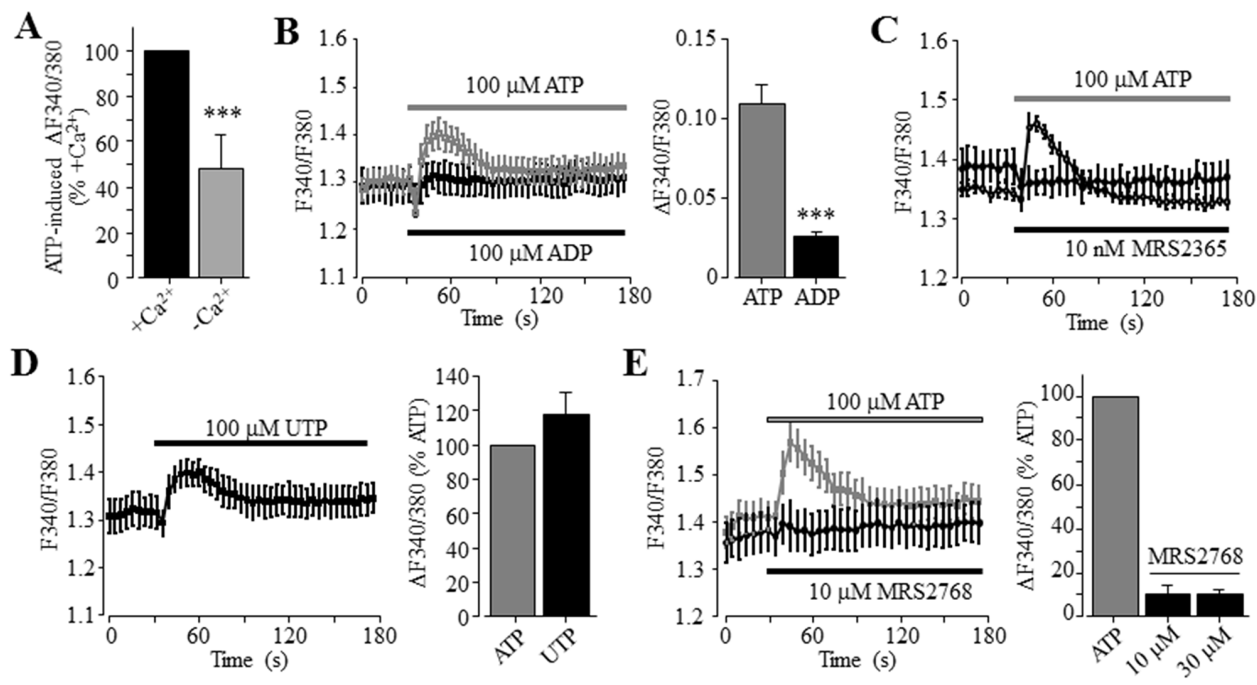 A
ATP-induced ΔF340/380
(% +Ca²⁺)
100
80
60
40
20
0
***
+Ca²⁺
-Ca²⁺
B
F340/F380
1.6
1.5
1.4
1.3
1.2
1.1
100 µM ATP
100 µM ADP
0 60 120 180
Time (s)
ΔF340/F380
0.15
0.10
0.05
0
***
ATP ADP
C
F340/F380
1.6
1.5
1.4
1.3
1.2
100 µM ATP
10 nM MRS2365
0 60 120 180
Time (s)
D
F340/F380
1.6
1.5
1.4
1.3
1.2
1.1
100 µM UTP
0 60 120 180
Time (s)
ΔF340/380 (% ATP)
140
120
100
80
60
40
20
0
ATP
UTP
E
F340/F380
1.7
1.6
1.5
1.4
1.3
1.2
100 µM ATP
10 µM MRS2768
0 60 120 180
Time (s)
ΔF340/380 (% ATP)
100
80
60
40
20
0
MRS2768
ATP
10 µM
30 µM